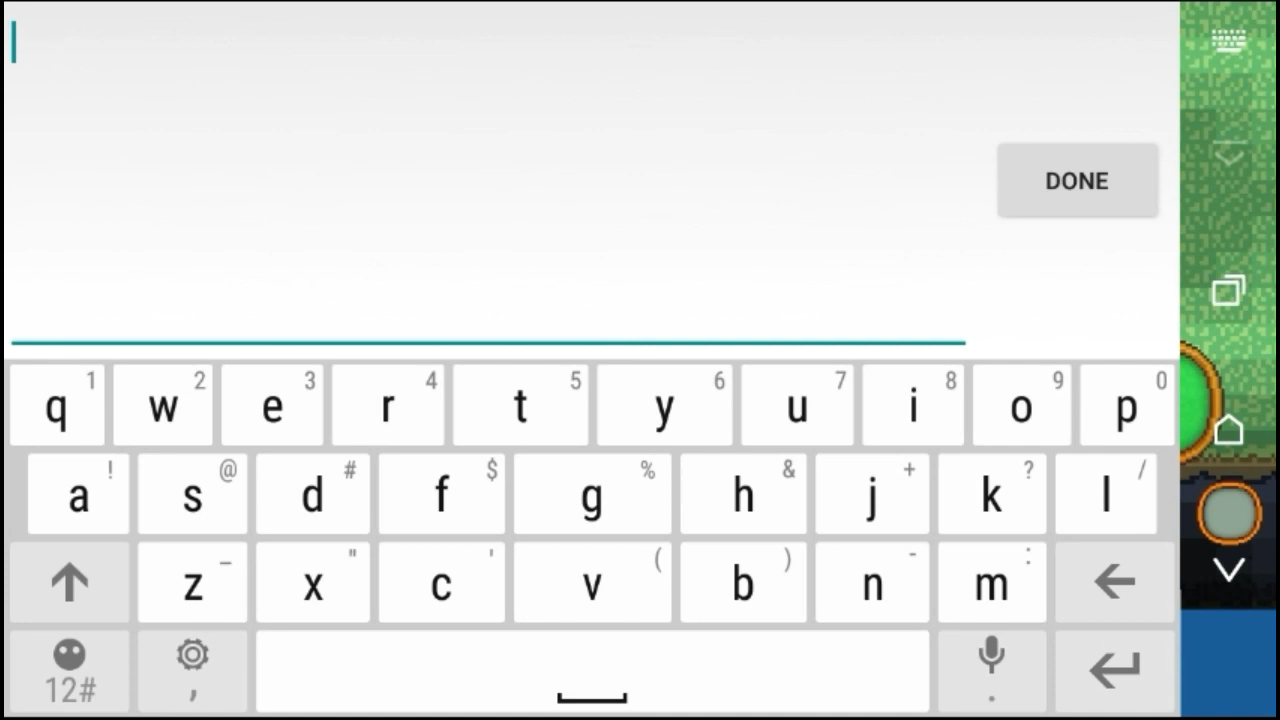 DONE
q 1 w 2 e 3 r 4 t 5 y 6 u 7 i 8 o 9 p 0
a ! s @ d # f $ g % h & j + k ? l /
z _ x " c ' v ( b ) n - m :
12# , .